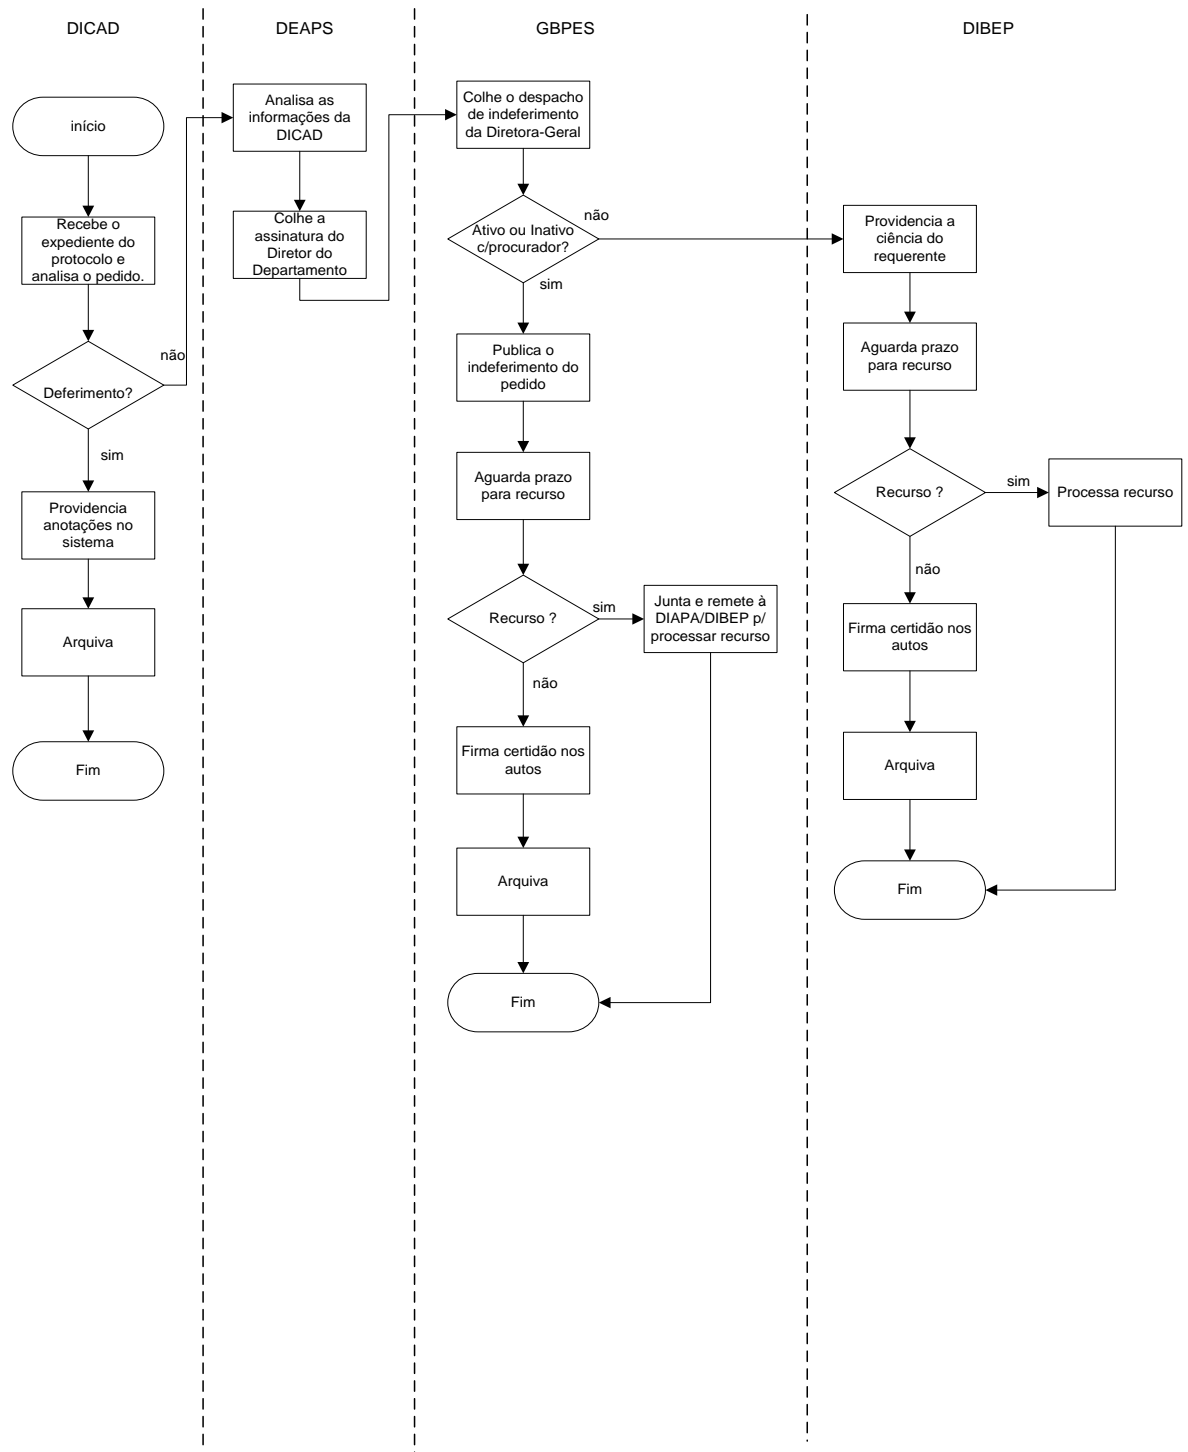 DICAD
DEAPS
GBPES
DIBEP
início
Recebe o
expediente do
protocolo e
analisa o pedido.
não
Deferimento?
sim
Providencia
anotações no
sistema
Arquiva
Fim
Analisa as
informações da
DICAD
Colhe a
assinatura do
Diretor do
Departamento
Colhe o despacho
de indeferimento
da Diretora-Geral
não
Ativo ou Inativo
c/procurador?
sim
Publica o
indeferimento do
pedido
Aguarda prazo
para recurso
Recurso ?
sim
Junta e remete à
DIAPA/DIBEP p/
processar recurso
não
Firma certidão nos
autos
Arquiva
Fim
Providencia a
ciência do
requerente
Aguarda prazo
para recurso
Recurso ?
sim
Processa recurso
não
Firma certidão nos
autos
Arquiva
Fim